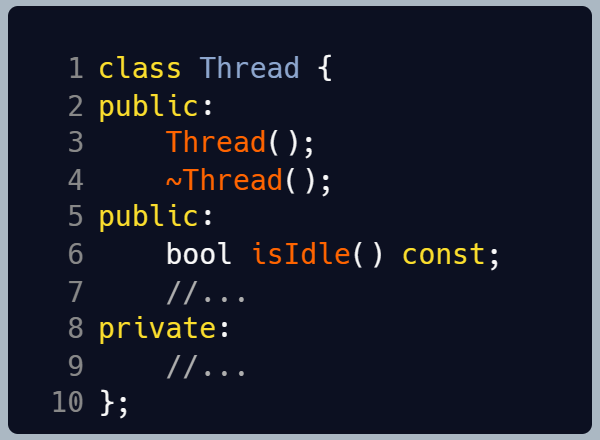 1 class Thread {
2 public:
3     Thread();
4     ~Thread();
5 public:
6     bool isIdle() const;
7     //...
8 private:
9     //...
10 };